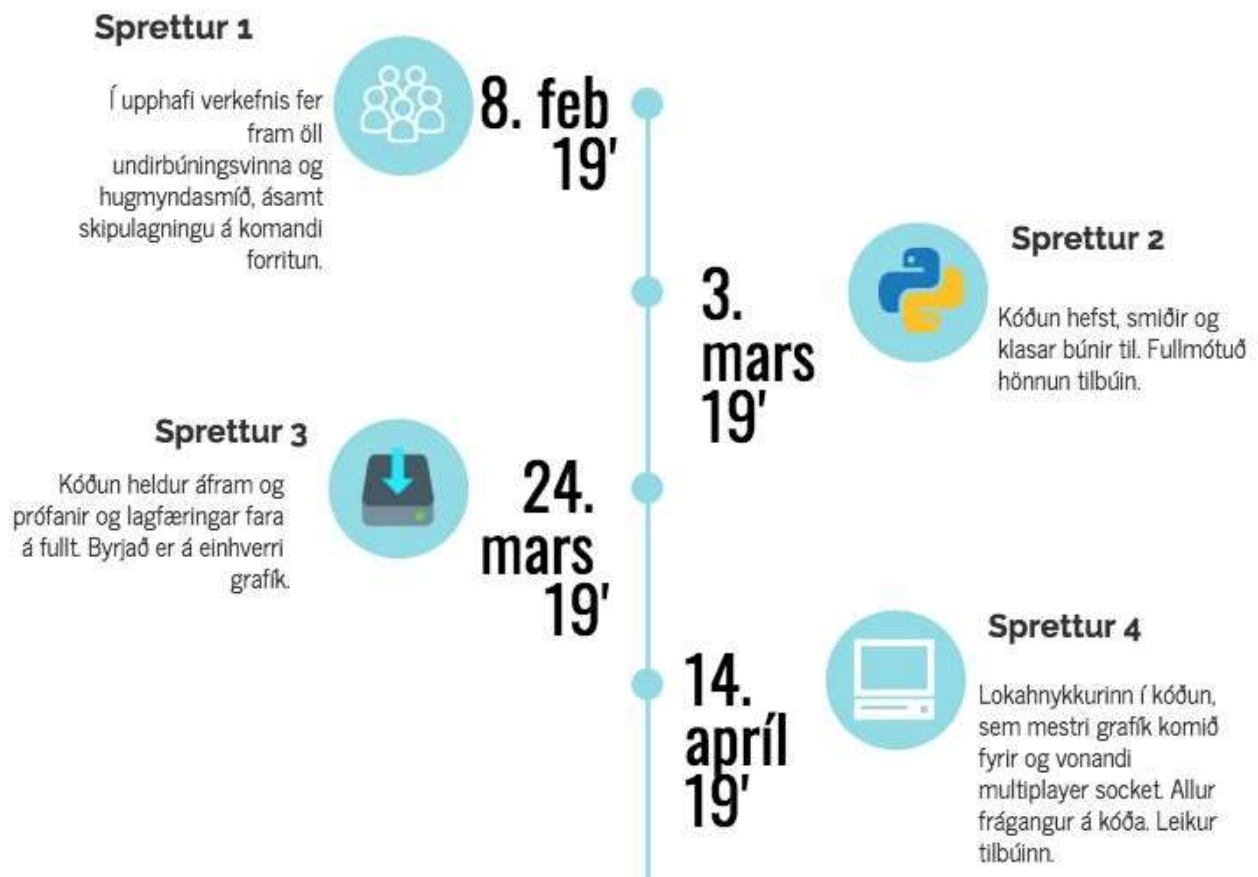 Sprettur 1
Í upphafi verkefnis fer
fram öll
undirbúningsvinna og
hugmyndasmíð, ásamt
skipulagningu á komandi
forritun.
8. feb
19'
Sprettur 2
Kóðun hefst, smiðir og
klasar búnir til. Fullmótuð
hönnun tilbúin.
3.
mars
19'
Sprettur 3
Kóðun heldur áfram og
prófanir og lagfæringar fara
á fullt. Byrjað er á einhverri
grafík.
24.
mars
19'
Sprettur 4
Lokahnykkurinn í kóðun,
sem mestri grafík komið
fyrir og vonandi
multiplayer socket. Allur
frágangur á kóða. Leikur
tilbúinn.
14.
apríl
19'